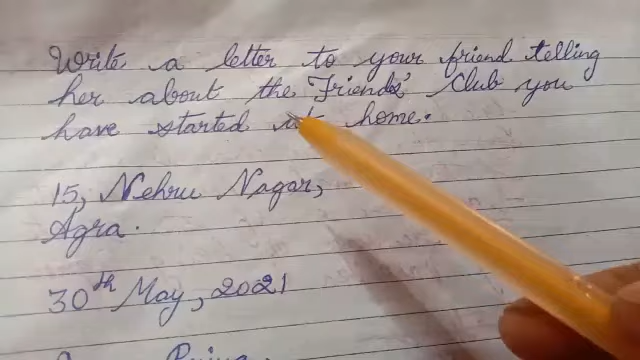 Write a letter to your friend telling
her about the 'Friends' Club you
have started at home.
15, Nehru Nagar,
Agra.
30th May, 2021